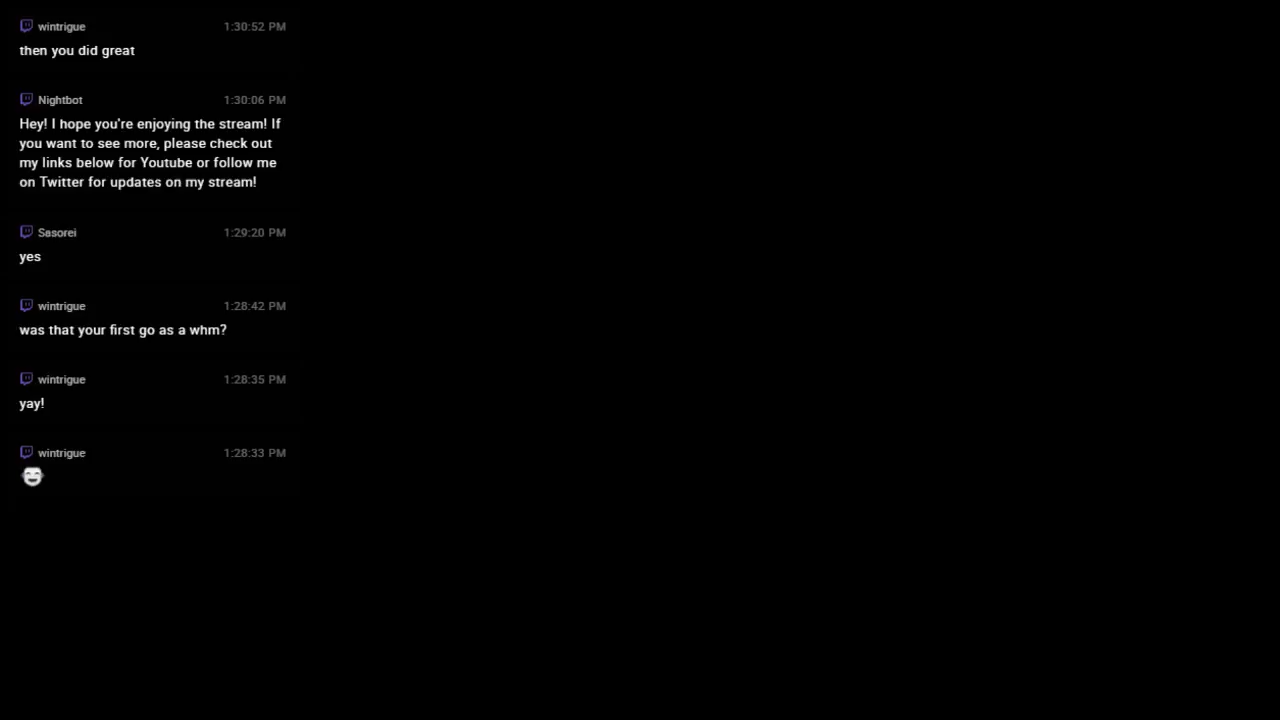 wintrigue 1:30:52 PM
then you did great
Nightbot 1:30:06 PM
Hey! I hope you're enjoying the stream! If
you want to see more, please check out
my links below for Youtube or follow me
on Twitter for updates on my stream!
Sasorei 1:29:20 PM
yes
wintrigue 1:28:42 PM
was that your first go as a whm?
wintrigue 1:28:35 PM
yay!
wintrigue 1:28:33 PM